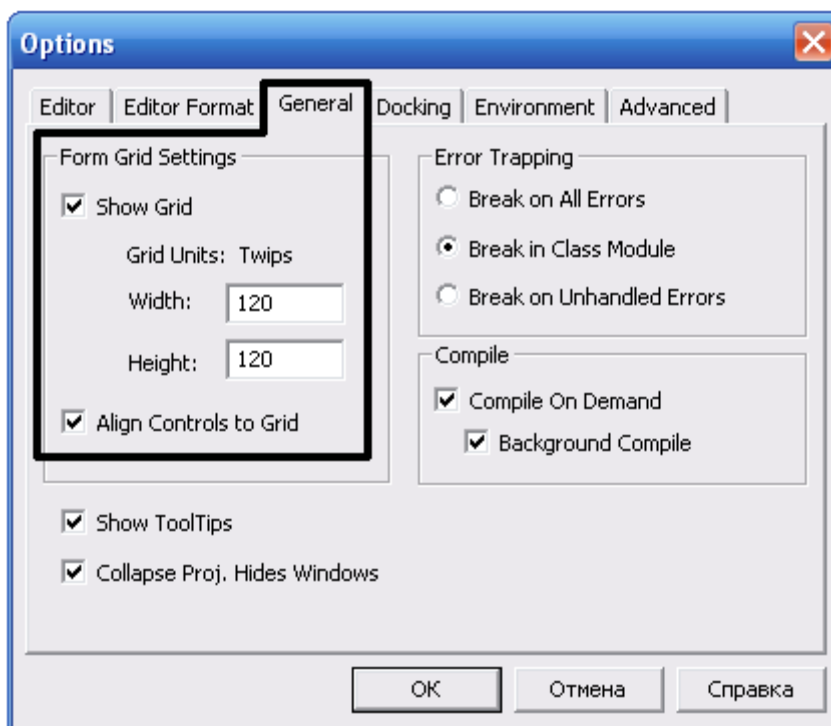 Options
Editor Editor Format General Docking Environment Advanced
Form Grid Settings
Show Grid
Grid Units: Twips
Width: 120
Height: 120
Align Controls to Grid
Error Trapping
Break on All Errors
Break in Class Module
Break on Unhandled Errors
Compile
Compile On Demand
Background Compile
Show ToolTips
Collapse Proj. Hides Windows
OK Отмена Справка